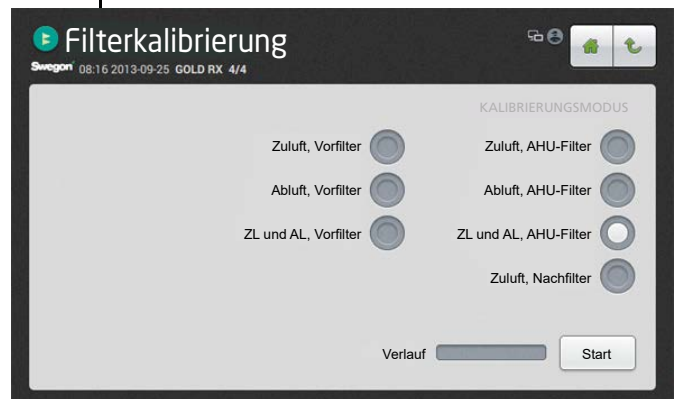 Filterkalibrierung
Swegon 08:16 2013-09-25 GOLD RX 4/4
KALIBRIERUNGSMODUS
Zuluft, Vorfilter Zuluft, AHU-Filter
Abluft, Vorfilter Abluft, AHU-Filter
ZL und AL, Vorfilter ZL und AL, AHU-Filter
Zuluft, Nachfilter
Verlauf Start